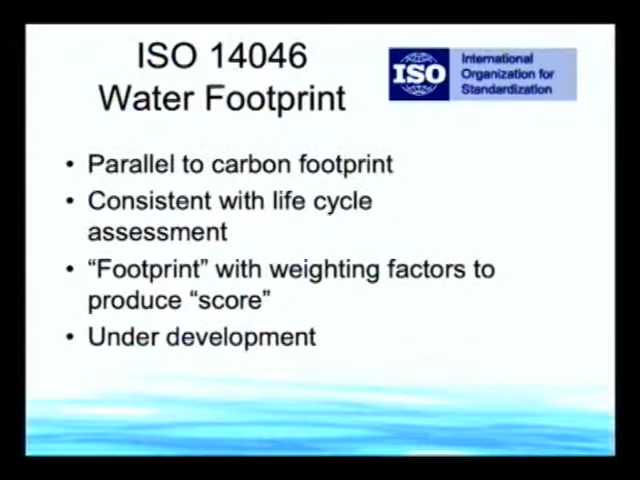 ISO 14046
Water Footprint
ISO
International
Organization for
Standardization
• Parallel to carbon footprint
• Consistent with life cycle
assessment
• “Footprint” with weighting factors to
produce “score”
• Under development